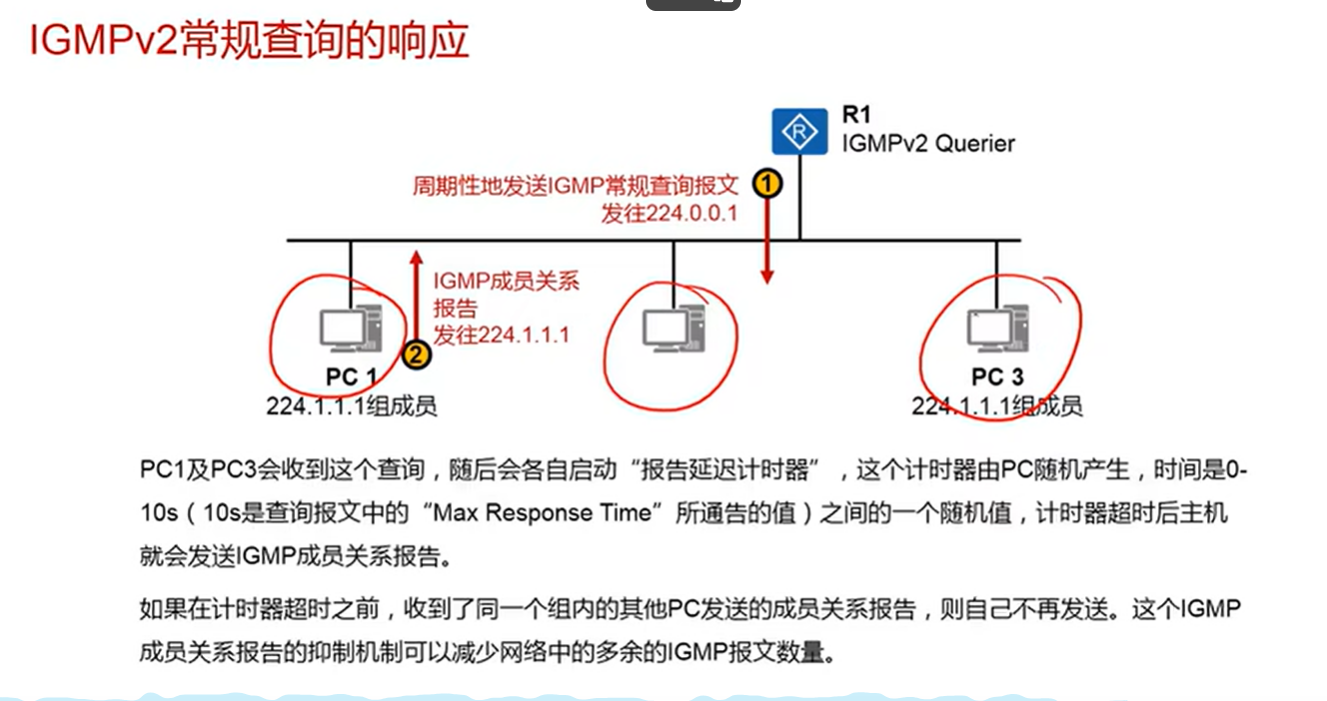 IGMPv2常规查询的响应
R1
IGMPv2 Querier
周期性地发送IGMP常规查询报文
发往224.0.0.1
1
IGMP成员关系
报告
发往224.1.1.1
2
PC 1
224.1.1.1组成员
PC 3
224.1.1.1组成员
PC1及PC3会收到这个查询，随后会各自启动“报告延迟计时器”，这个计时器由PC随机产生，时间是0-
10s（10s是查询报文中的“Max Response Time”所通告的值）之间的一个随机值，计时器超时后主机
就会发送IGMP成员关系报告。
如果在计时器超时之前，收到了同一个组内的其他PC发送的成员关系报告，则自己不再发送。这个IGMP
成员关系报告的抑制机制可以减少网络中的多余的IGMP报文数量。